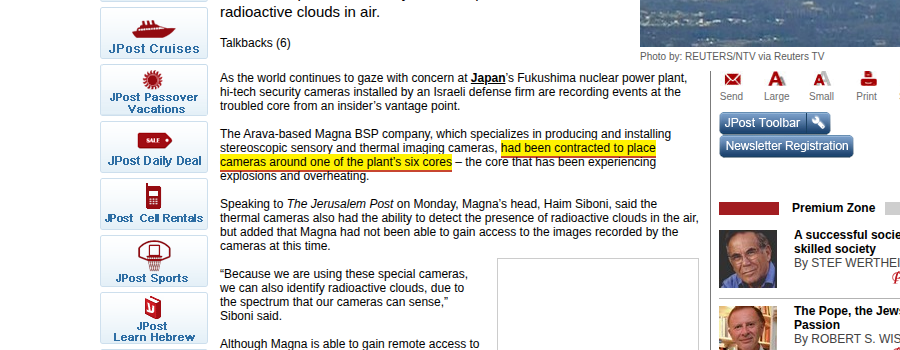 radioactive clouds in air.
Talkbacks (6)
Photo by: REUTERS/NTV via Reuters TV
As the world continues to gaze with concern at Japan's Fukushima nuclear power plant,
hi-tech security cameras installed by an Israeli defense firm are recording events at the
troubled core from an insider's vantage point.
The Arava-based Magna BSP company, which specializes in producing and installing
stereoscopic sensory and thermal imaging cameras, had been contracted to place
cameras around one of the plant's six cores – the core that has been experiencing
explosions and overheating.
Speaking to The Jerusalem Post on Monday, Magna's head, Haim Siboni, said the
thermal cameras also had the ability to detect the presence of radioactive clouds in the air,
but added that Magna had not been able to gain access to the images recorded by the
cameras at this time.
“Because we are using these special cameras,
we can also identify radioactive clouds, due to
the spectrum that our cameras can sense,”
Siboni said.
Although Magna is able to gain remote access to
JPost Cruises
JPost Passover
Vacations
SALE
JPost Daily Deal
JPost Cell Rentals
JPost Sports
JPost
Learn Hebrew
Send Large Small Print
JPost Toolbar
Newsletter Registration
Premium Zone
A successful socie
skilled society
By STEF WERTHEI
The Pope, the Jew
Passion
By ROBERT S. WIS